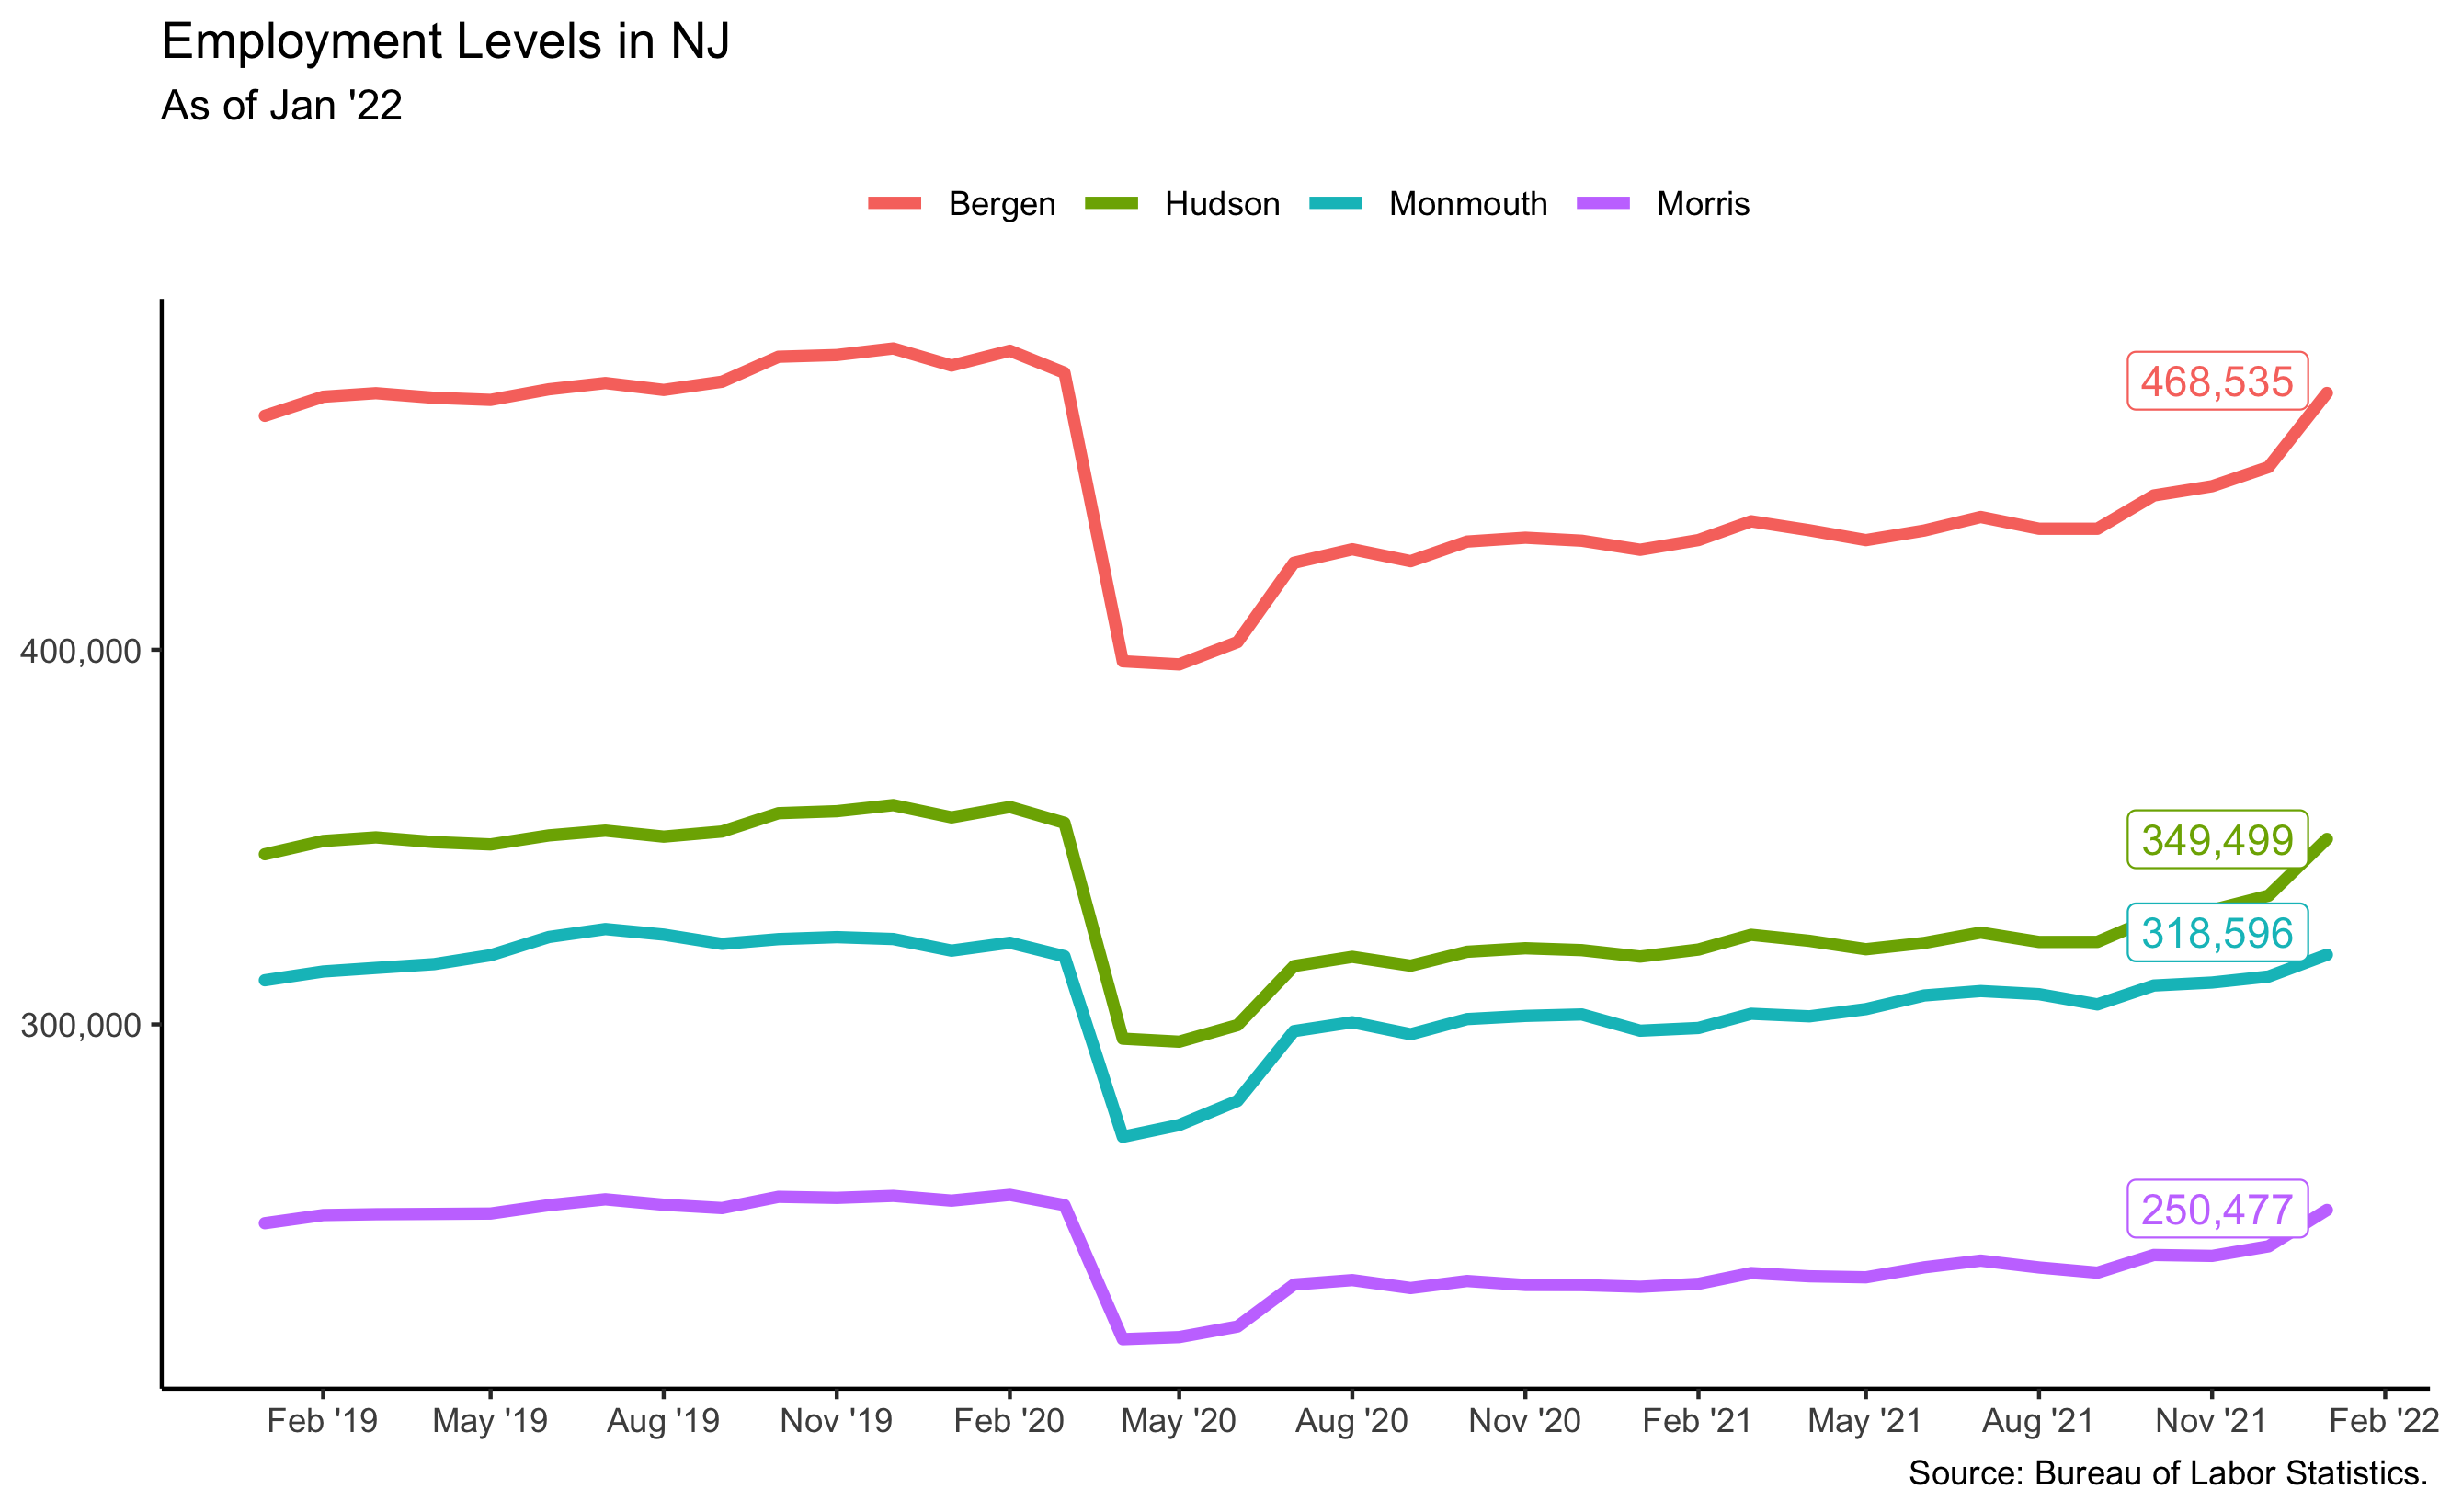 Employment Levels in NJ
As of Jan '22
Bergen Hudson Monmouth Morris
468,535
400,000
349,499
318,596
300,000
250,477
Feb '19 May '19 Aug '19 Nov '19 Feb '20 May '20 Aug '20 Nov '20 Feb '21 May '21 Aug '21 Nov '21 Feb '22
Source: Bureau of Labor Statistics.